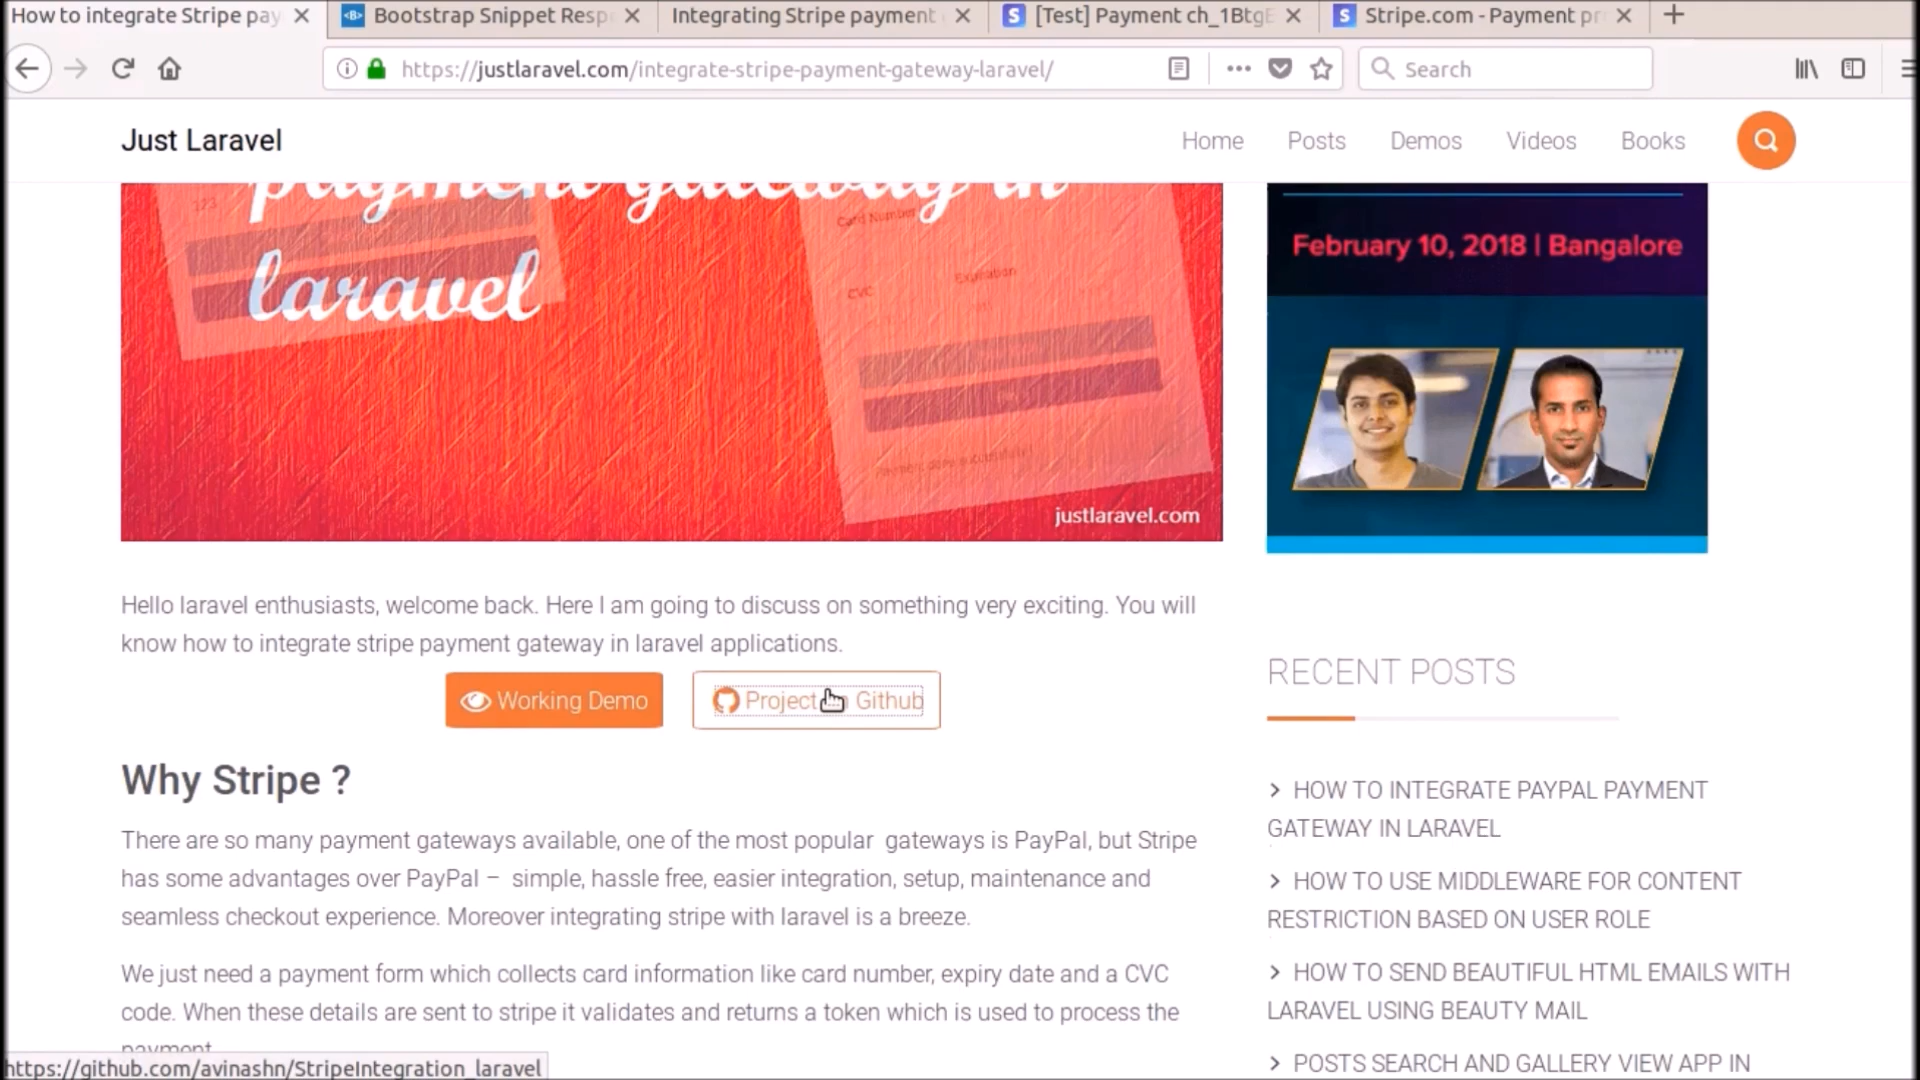 How to integrate Stripe pay
Bootstrap Snippet Resp
Integrating Stripe payment
[Test] Payment ch_1BtgE
Stripe.com - Payment pr
https://justlaravel.com/integrate-stripe-payment-gateway-laravel/
Search
Just Laravel
Home
Posts
Demos
Videos
Books
payment gateway in
laravel
123
Card Number
CVC
Expiration
justlaravel.com
February 10, 2018 | Bangalore
Hello laravel enthusiasts, welcome back. Here I am going to discuss on something very exciting. You will
know how to integrate stripe payment gateway in laravel applications.
Working Demo
Project Github
Why Stripe ?
There are so many payment gateways available, one of the most popular gateways is PayPal, but Stripe
has some advantages over PayPal – simple, hassle free, easier integration, setup, maintenance and
seamless checkout experience. Moreover integrating stripe with laravel is a breeze.
We just need a payment form which collects card information like card number, expiry date and a CVC
code. When these details are sent to stripe it validates and returns a token which is used to process the
payment.
RECENT POSTS
> HOW TO INTEGRATE PAYPAL PAYMENT
GATEWAY IN LARAVEL
> HOW TO USE MIDDLEWARE FOR CONTENT
RESTRICTION BASED ON USER ROLE
> HOW TO SEND BEAUTIFUL HTML EMAILS WITH
LARAVEL USING BEAUTY MAIL
> POSTS SEARCH AND GALLERY VIEW APP IN
https://github.com/avinashn/StripeIntegration_laravel